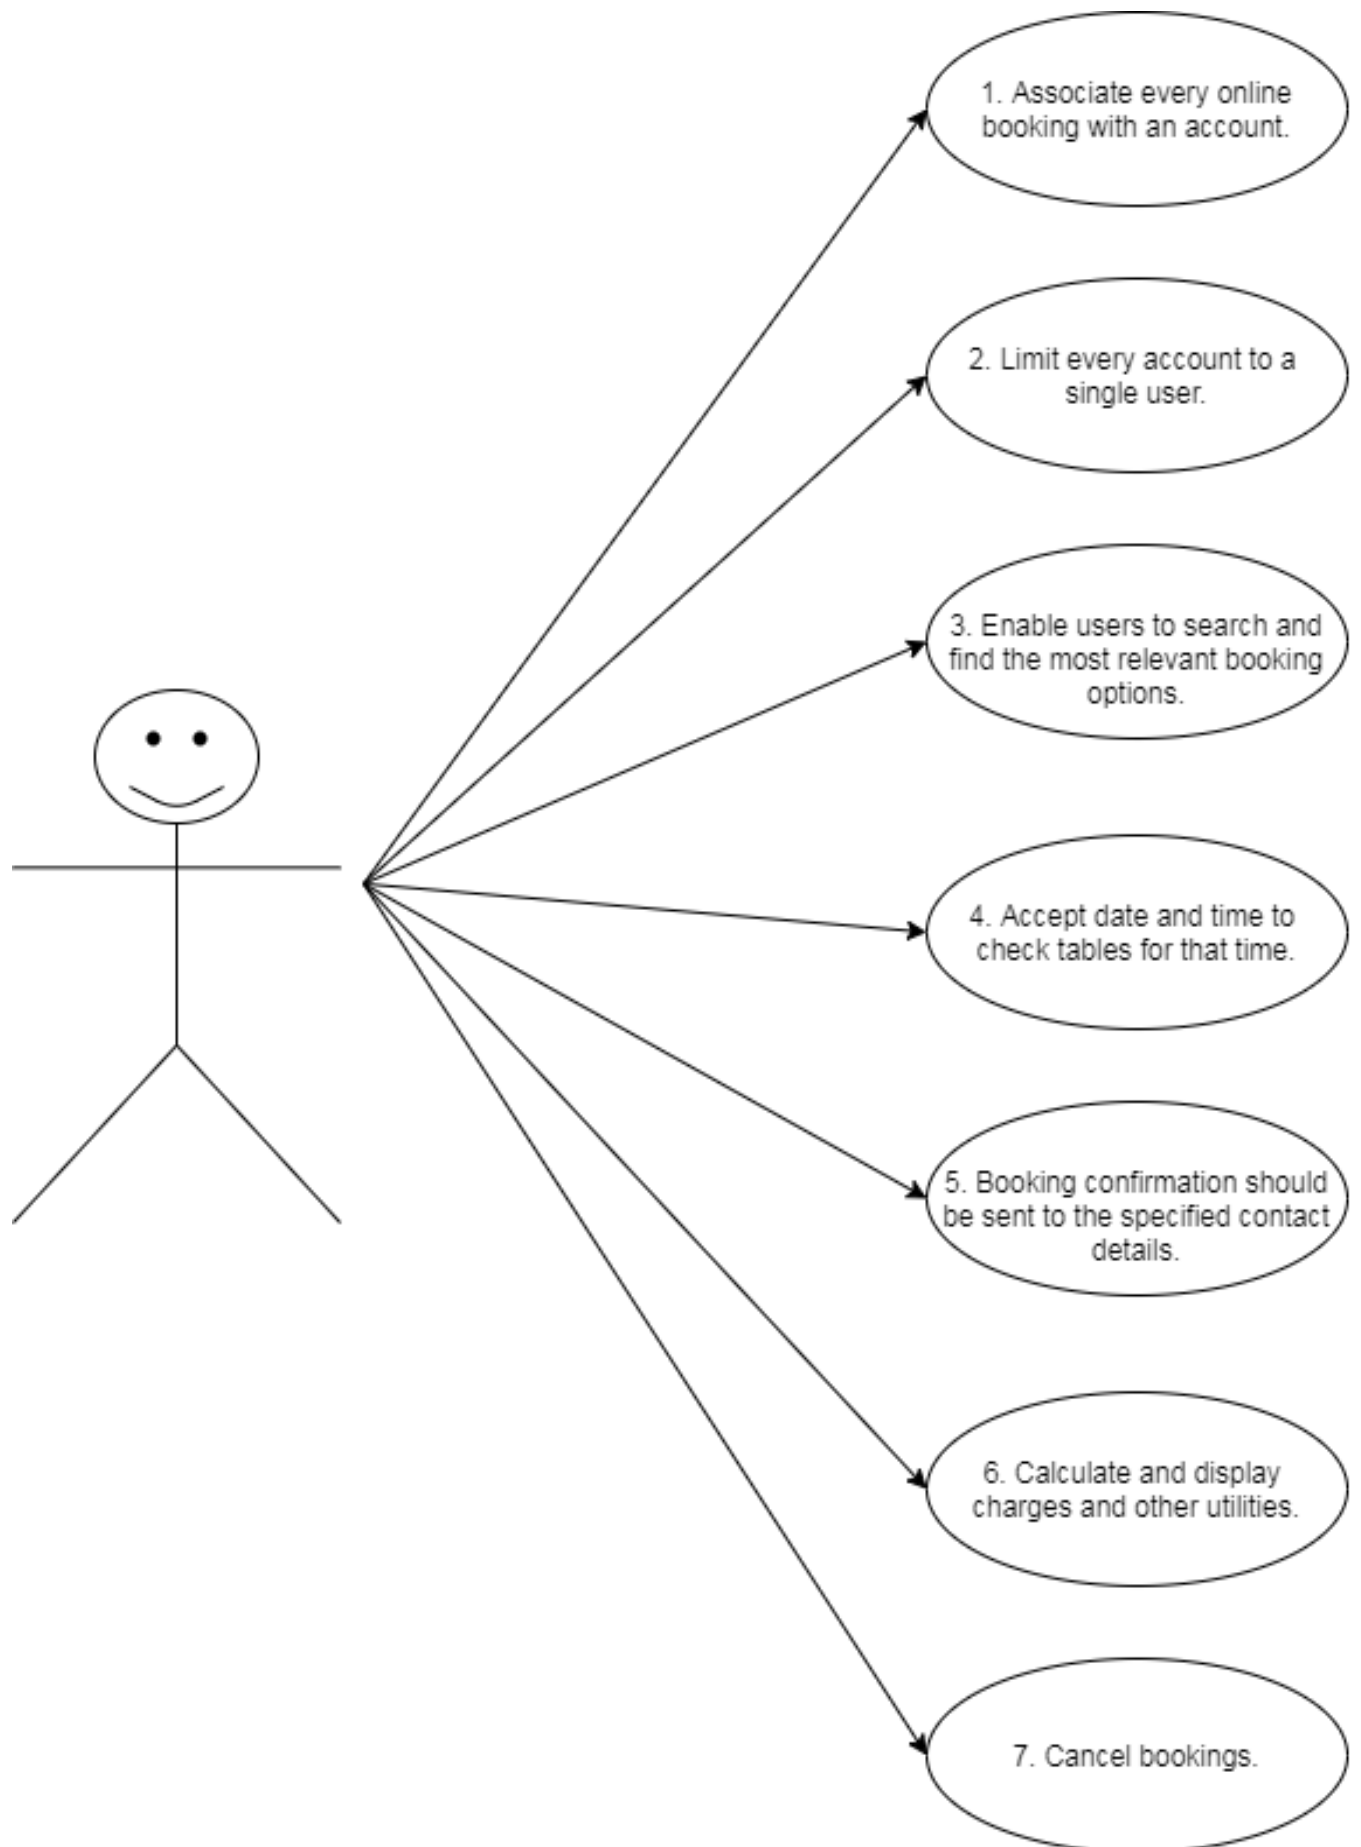 1. Associate every online
booking with an account.
2. Limit every account to a
single user.
3. Enable users to search and
find the most relevant booking
options.
4. Accept date and time to
check tables for that time.
5. Booking confirmation should
be sent to the specified contact
details.
6. Calculate and display
charges and other utilities.
7. Cancel bookings.